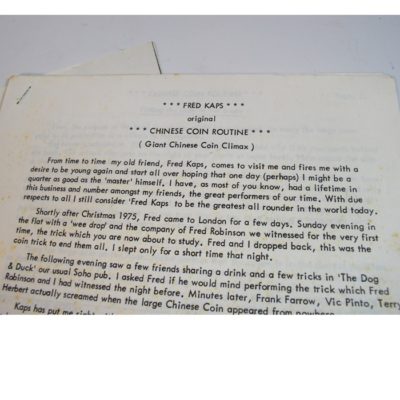 * * * FRED KAPS * * *
original
* * * CHINESE COIN ROUTINE * * *
( Giant Chinese Coin Climax )
From time to time my old friend, Fred Kaps, comes to visit me and fires me with a
desire to be young again and start all over hoping that one day (perhaps) I might be a
quarter as good as the 'master' himself. I have, as most of you know, had a lifetime in
this business and number amongst my friends, the great performers of our time. With due
respects to all I still consider 'Fred Kaps to be the greatest all rounder in the world today.
Shortly after Christmas 1975, Fred came to London for a few days. Sunday evening in
the flat with a 'wee drop' and the company of Fred Robinson we witnessed for the very first
time, the trick which you are now about to study. Fred and I dropped back, this was the
coin trick to end them all. I slept only for a short time that night.
The following evening saw a few friends sharing a drink and a few tricks in 'The Dog
& Duck' our usual Soho pub. I asked Fred if he would mind performing the trick which Fred
Robinson and I had witnessed the night before. Minutes later, Frank Farrow, Vic Pinto, Terry
Herbert actually screamed when the large Chinese Coin appeared from nowhere.
Kaps has put me right